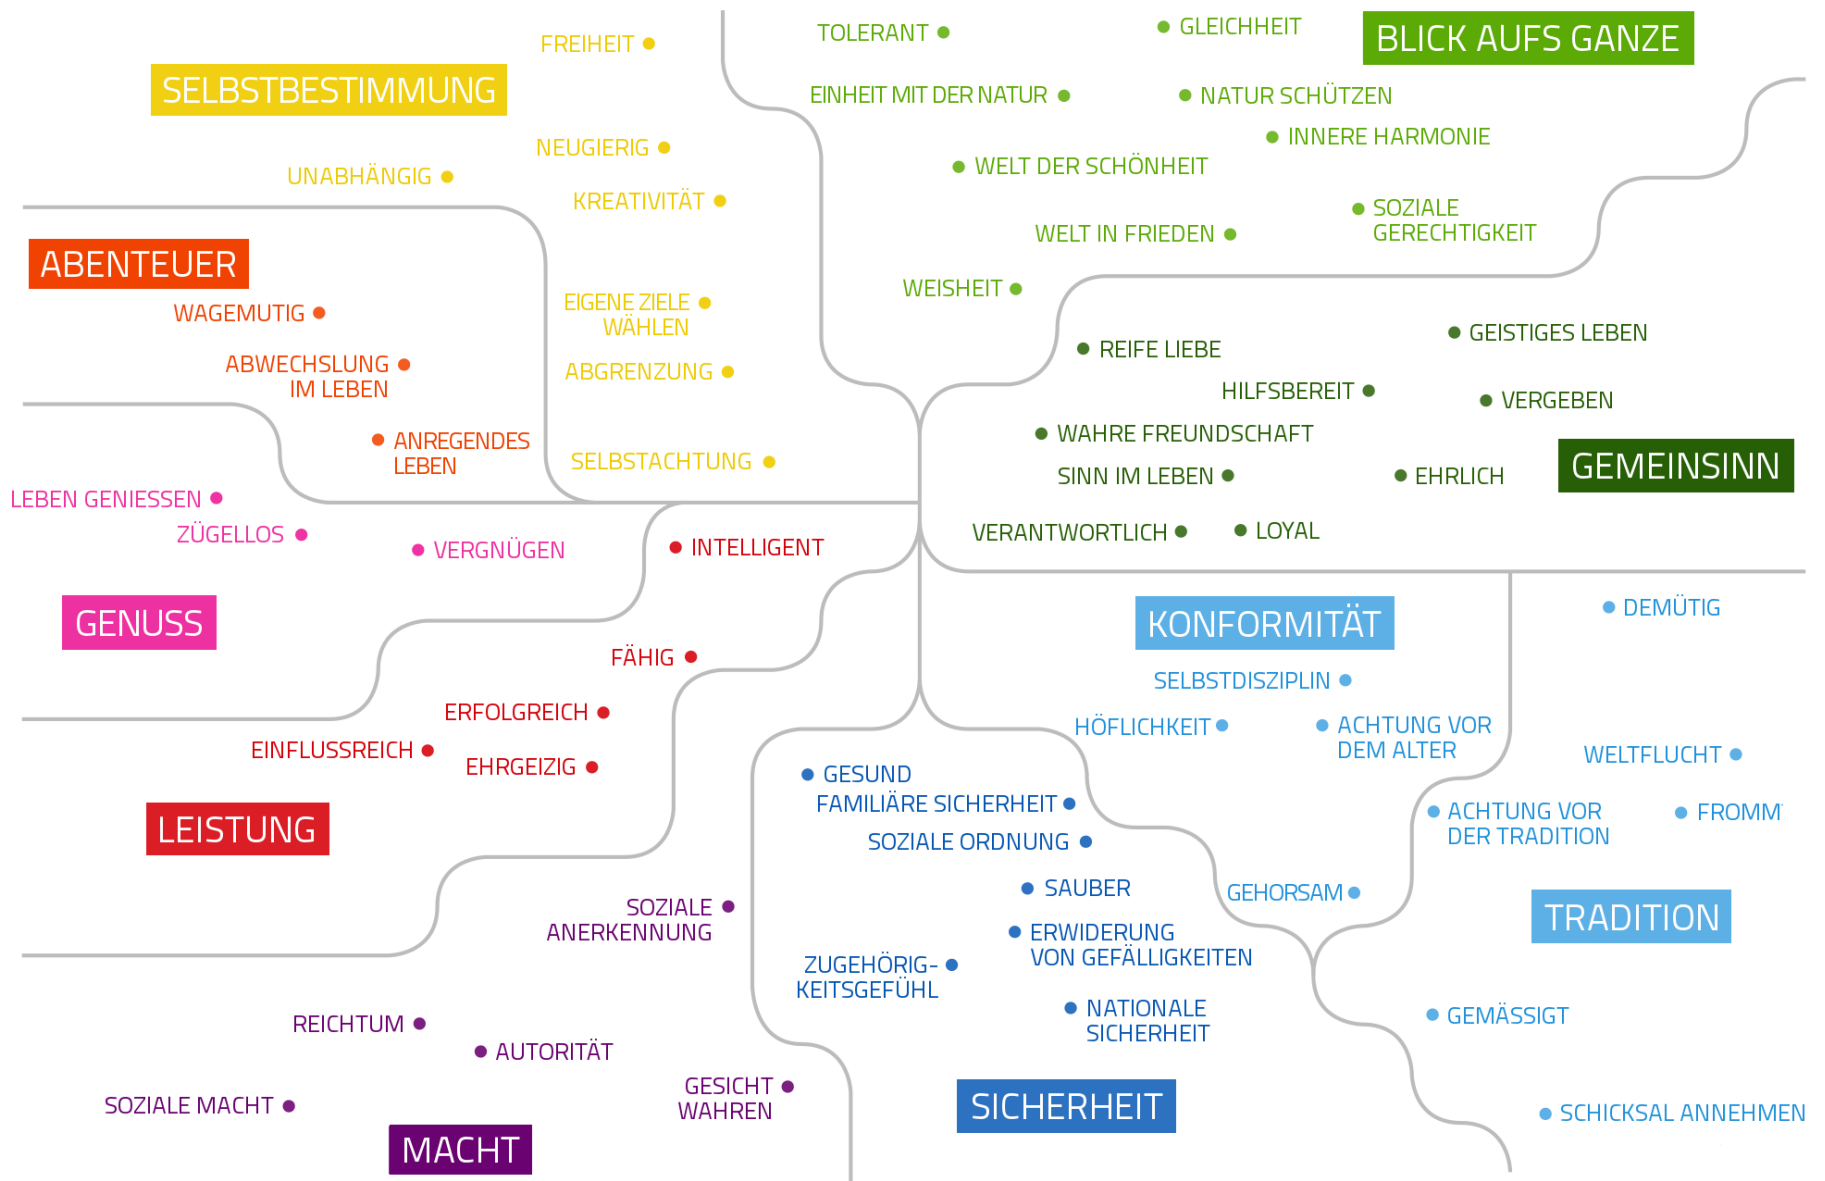 SELBSTBESTIMMUNG
FREIHEIT
NEUGIERIG
UNABHÄNGIG
KREATIVITÄT
EIGENE ZIELE
WÄHLEN
ABGRENZUNG
SELBSTACHTUNG
BLICK AUFS GANZE
TOLERANT
GLEICHHEIT
EINHEIT MIT DER NATUR
NATUR SCHÜTZEN
INNERE HARMONIE
WELT DER SCHÖNHEIT
SOZIALE
GERECHTIGKEIT
WELT IN FRIEDEN
WEISHEIT
ABENTEUER
WAGEMUTIG
ABWECHSLUNG
IM LEBEN
ANREGENDES
LEBEN
GEISTIGES LEBEN
REIFE LIEBE
HILFSBEREIT
VERGEBEN
WAHRE FREUNDSCHAFT
GEMEINSINN
SINN IM LEBEN
EHRLICH
VERANTWORTLICH
LOYAL
LEBEN GENIESSEN
ZÜGELLOS
VERGNÜGEN
GENUSS
INTELLIGENT
FÄHIG
ERFOLGREICH
EINFLUSSREICH
EHRGEIZIG
LEISTUNG
KONFORMITÄT
SELBSTDISZIPLIN
HÖFLICHKEIT
ACHTUNG VOR
DEM ALTER
GEHORSAM
DEMÜTIG
WELTFLUCHT
ACHTUNG VOR
DER TRADITION
FROMM
TRADITION
GEMÄSSIGT
SCHICKSAL ANNEHMEN
GESUND
FAMILIÄRE SICHERHEIT
SOZIALE ORDNUNG
SAUBER
ERWIDERUNG
VON GEFÄLLIGKEITEN
ZUGEHÖRIG-
KEITSGEFÜHL
NATIONALE
SICHERHEIT
SICHERHEIT
SOZIALE
ANERKENNUNG
REICHTUM
AUTORITÄT
GESICHT
WAHREN
SOZIALE MACHT
MACHT